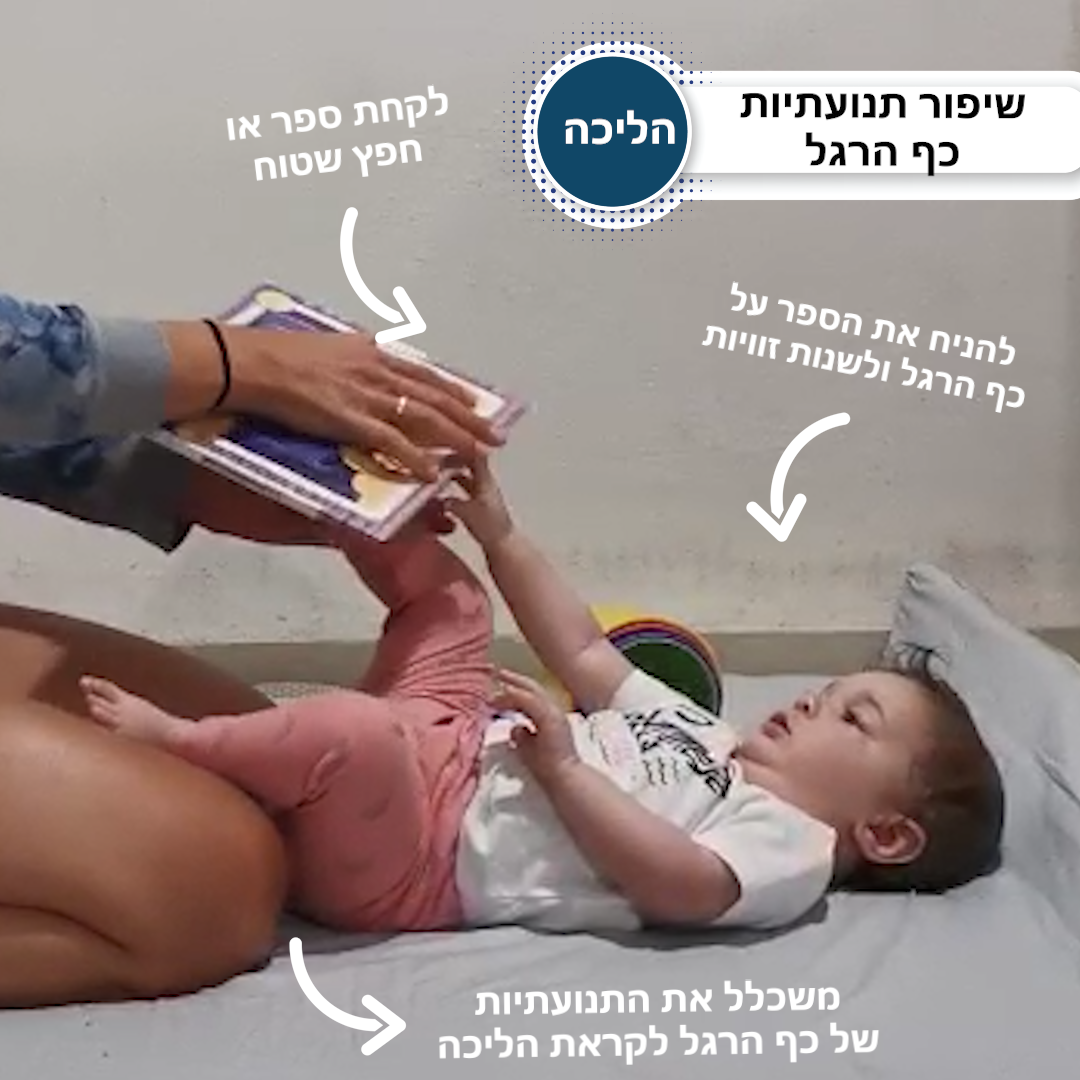 שיפור תנועתיות
כף הרגל
הליכה
לקחת ספר או
חפץ שטוח
להניח את הספר על
כף הרגל ולשנות זוויות
משכלל את התנועתיות
של כף הרגל לקראת הליכה